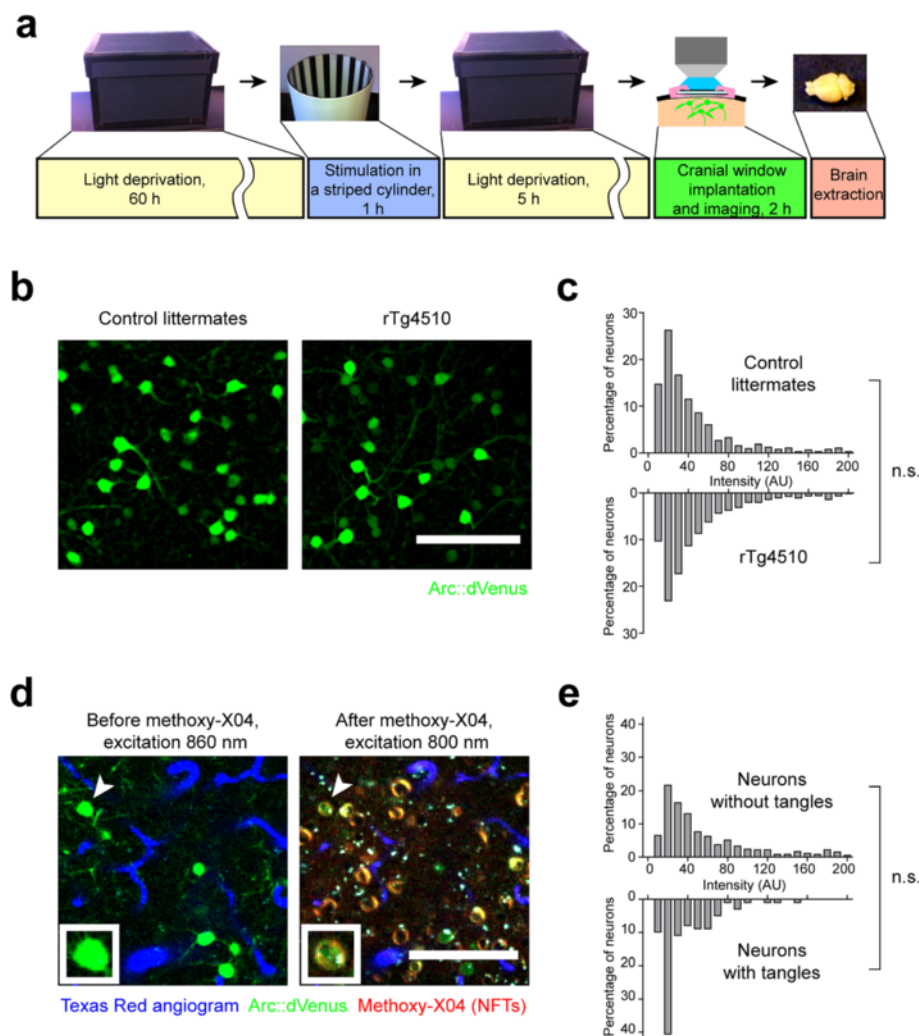 a
Light deprivation,
60 h
Stimulation in
a striped cylinder,
1 h
Light deprivation,
5 h
Cranial window
implantation
and imaging, 2 h
Brain
extraction
b
Control littermates
rTg4510
Arc::dVenus
c
Percentage of neurons
30
20
10
0
Control
littermates
0 40 80 120 160 200
Intensity (AU)
Percentage of neurons
0
10
20
30
rTg4510
n.s.
d
Before methoxy-X04,
excitation 860 nm
After methoxy-X04,
excitation 800 nm
Texas Red angiogram Arc::dVenus Methoxy-X04 (NFTs)
e
Percentage of neurons
40
30
20
10
0
Neurons
without tangles
0 40 80 120 160 200
Intensity (AU)
Percentage of neurons
0
10
20
30
40
Neurons
with tangles
n.s.